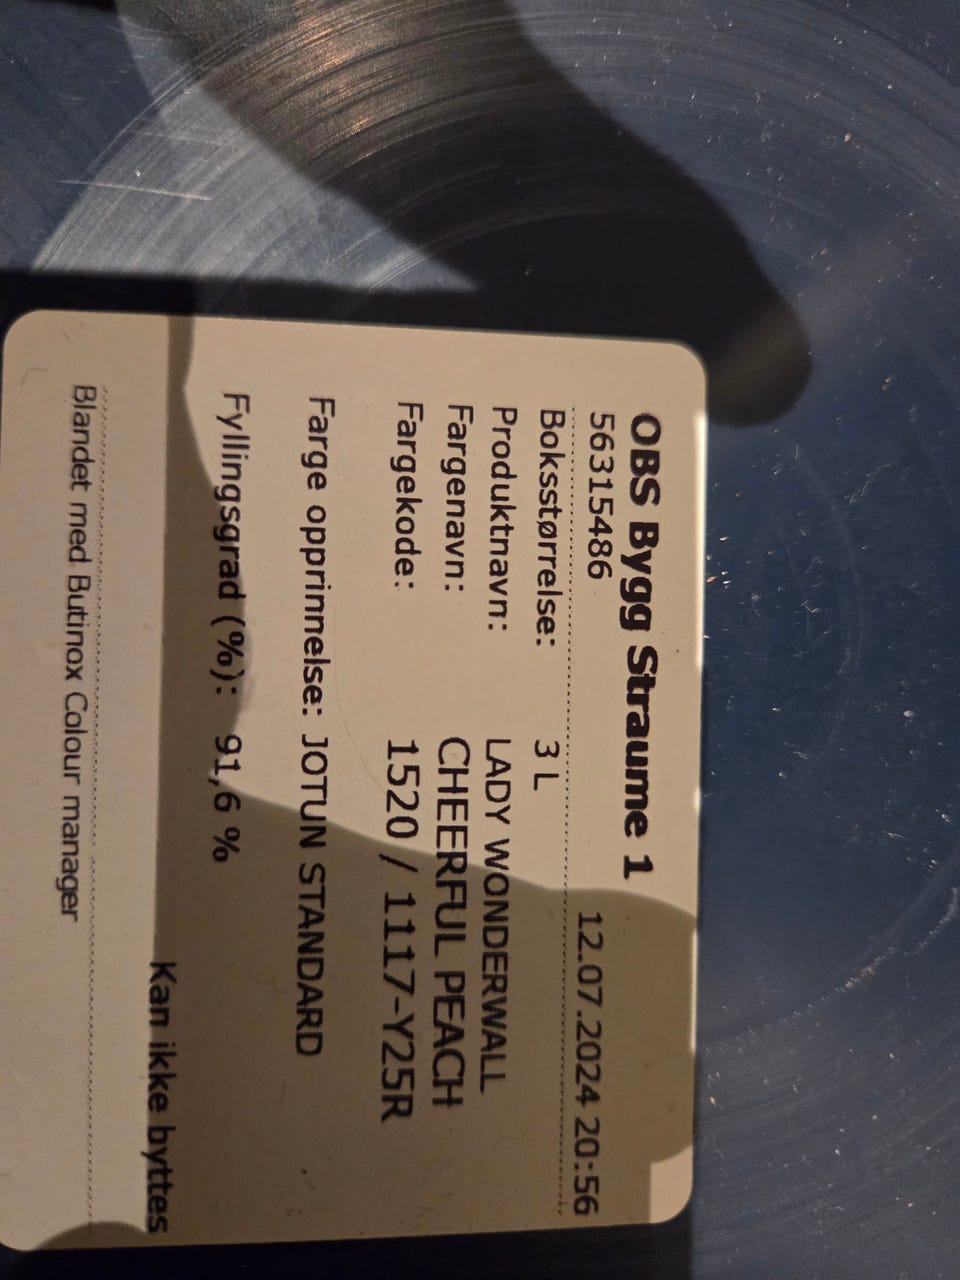 OBS Bygg Straume 1
56315486 12.07.2024 20:56
Boksstørrelse: 3 L
Produktnavn: LADY WONDERWALL
Fargenavn: CHEERFUL PEACH
Fargekode: 1520 / 1117-Y25R
Farge opprinnelse: JOTUN STANDARD
Fyllingsgrad (%): 91,6 %
Kan ikke byttes
Blandet med Butinox Colour manager